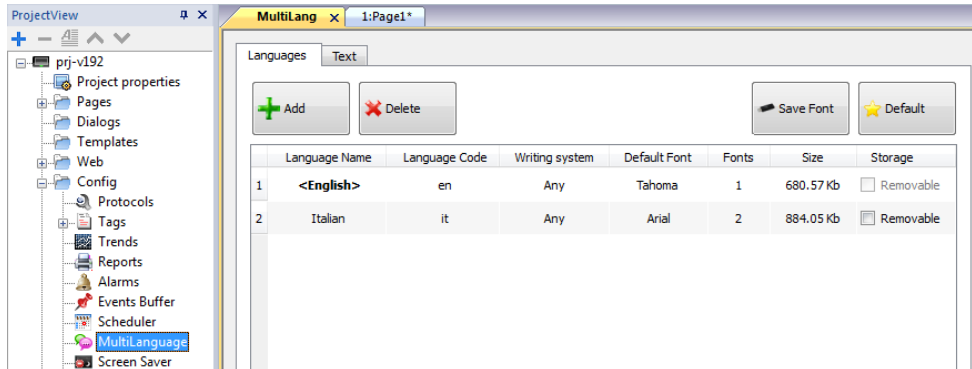 ProjectView
prj-v192
Project properties
Pages
Dialogs
Templates
Web
Config
Protocols
Tags
Trends
Reports
Alarms
Events Buffer
Scheduler
MultiLanguage
Screen Saver
MultiLang 1:Page1*
Languages Text
Add Delete Save Font Default
Language Name Language Code Writing system Default Font Fonts Size Storage
1 <English> en Any Tahoma 1 680.57 Kb Removable
2 Italian it Any Arial 2 884.05 Kb Removable